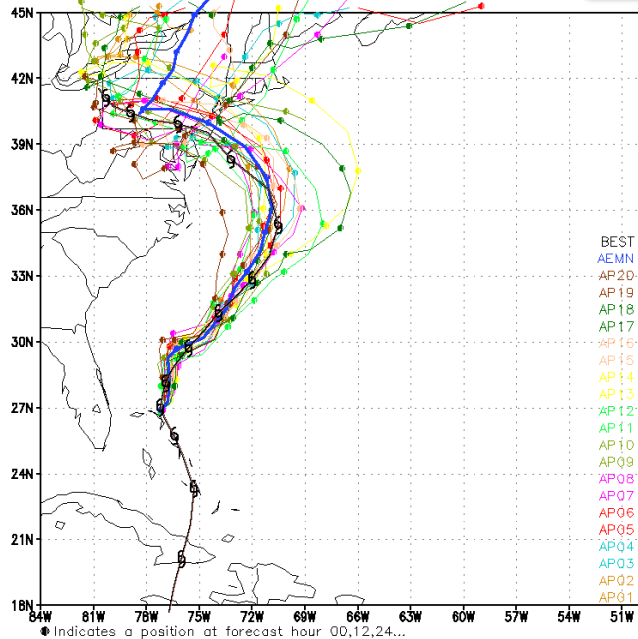 45N
42N
39N
36N
33N
30N
27N
24N
21N
18N
84W 81W 78W 75W 72W 69W 66W 63W 60W 57W 54W 51W
BEST
AEMN
AP20
AP19
AP18
AP17
AP16
AP15
AP14
AP13
AP12
AP11
AP10
AP09
AP08
AP07
AP06
AP05
AP04
AP03
AP02
AP01
Indicates a position at forecast hour 00,12,24...